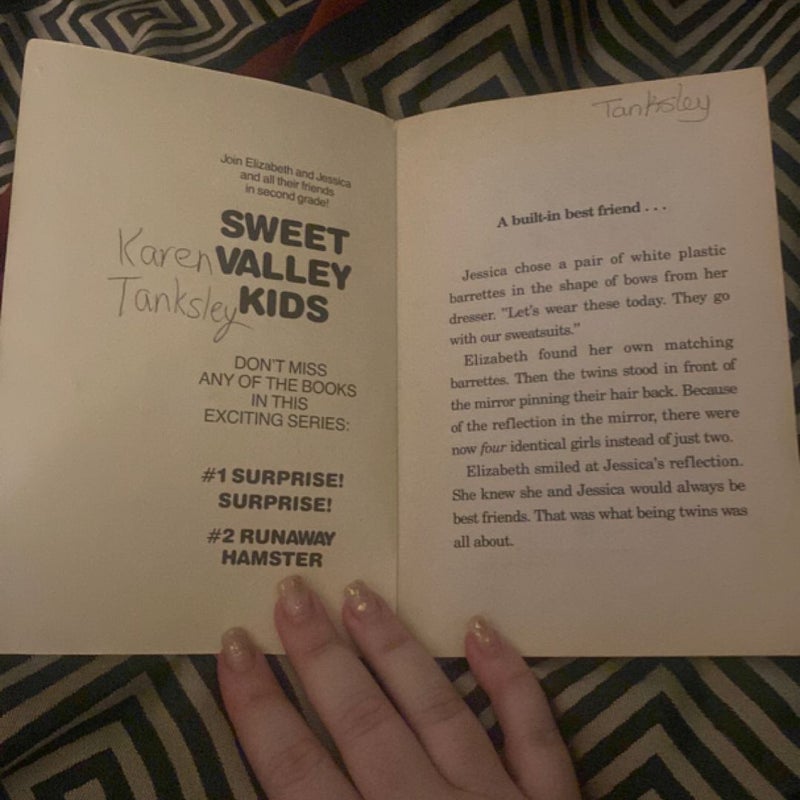 Join Elizabeth and Jessica
and all their friends
in second grade!
SWEET
Karen VALLEY
Tanksley KIDS
DON'T MISS
ANY OF THE BOOKS
IN THIS
EXCITING SERIES:
#1 SURPRISE!
SURPRISE!
#2 RUNAWAY
HAMSTER
Tanksley
A built-in best friend . . .
Jessica chose a pair of white plastic
barrettes in the shape of bows from her
dresser. "Let's wear these today. They go
with our sweatsuits."
Elizabeth found her own matching
barrettes. Then the twins stood in front of
the mirror pinning their hair back. Because
of the reflection in the mirror, there were
now four identical girls instead of just two.
Elizabeth smiled at Jessica's reflection.
She knew she and Jessica would always be
best friends. That was what being twins was
all about.